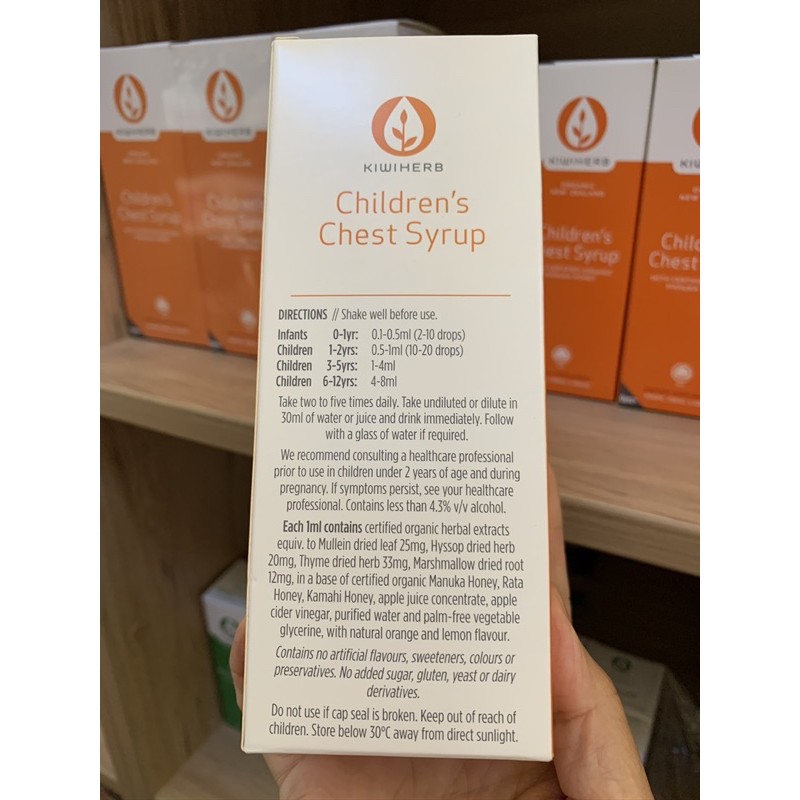 KIWIHERB
Children's
Chest Syrup
DIRECTIONS // Shake well before use.
Infants 0-1yr: 0.1-0.5ml (2-10 drops)
Children 1-2yrs: 0.5-1ml (10-20 drops)
Children 3-5yrs: 1-4ml
Children 6-12yrs: 4-8ml
Take two to five times daily. Take undiluted or dilute in
30ml of water or juice and drink immediately. Follow
with a glass of water if required.
We recommend consulting a healthcare professional
prior to use in children under 2 years of age and during
pregnancy. If symptoms persist, see your healthcare
professional. Contains less than 4.3% v/v alcohol.
Each 1ml contains certified organic herbal extracts
equiv. to Mullein dried leaf 25mg, Hyssop dried herb
20mg, Thyme dried herb 33mg, Marshmallow dried root
12mg, in a base of certified organic Manuka Honey, Rata
Honey, Kamahi Honey, apple juice concentrate, apple
cider vinegar, purified water and palm-free vegetable
glycerine, with natural orange and lemon flavour.
Contains no artificial flavours, sweeteners, colours or
preservatives. No added sugar, gluten, yeast or dairy
derivatives.
Do not use if cap seal is broken. Keep out of reach of
children. Store below 30°C away from direct sunlight.
KIWIHERB
Children's
Chest Syrup
KIWIHERB
Children's
Chest Syrup